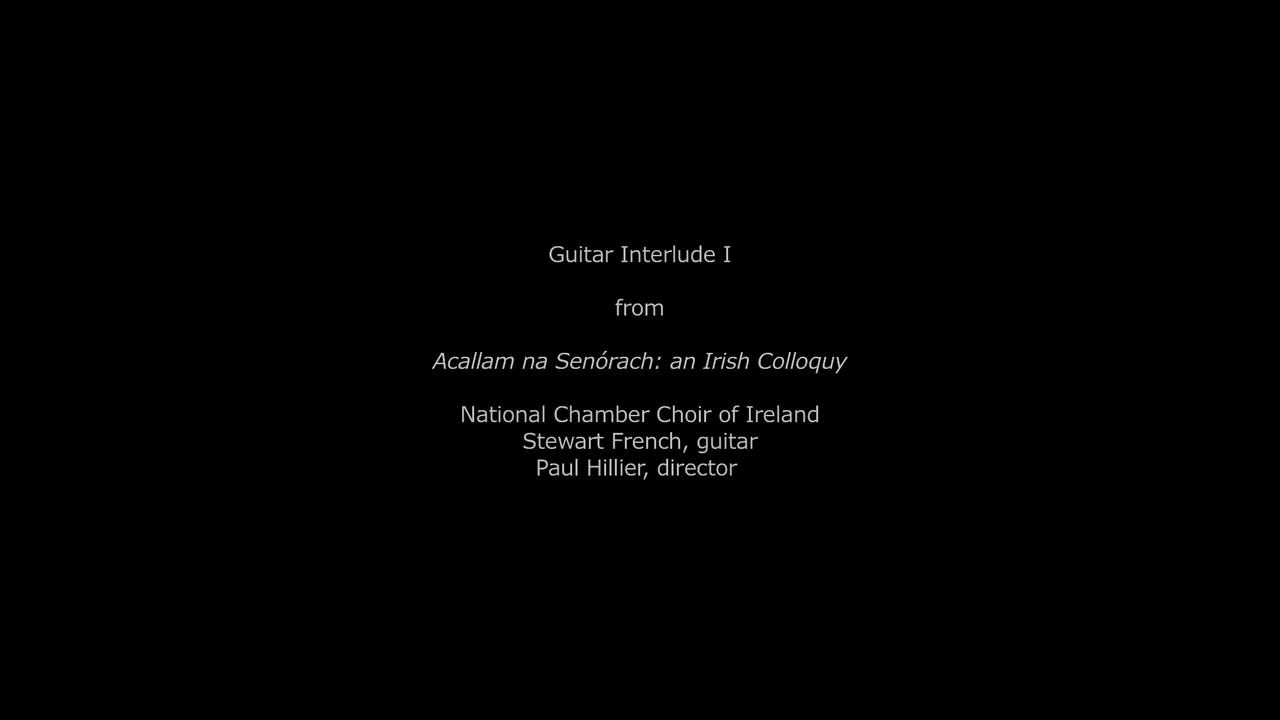 Guitar Interlude I
from
Acallam na Senórach: an Irish Colloquy
National Chamber Choir of Ireland
Stewart French, guitar
Paul Hillier, director